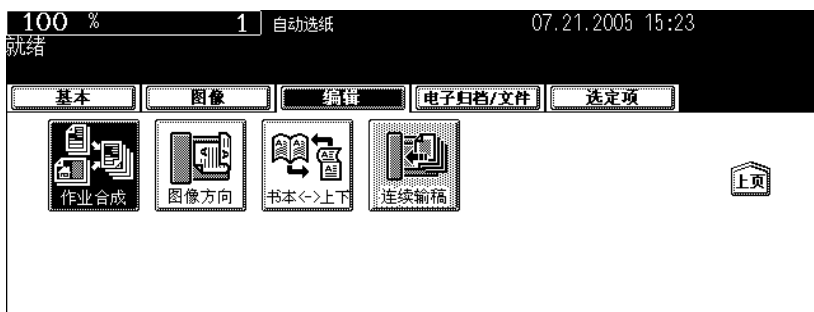 100 % 1 自动选纸 07.21.2005 15:23
就绪
基本 图像 编辑 电子归档/文件 选定项
作业合成 图像方向 书本<->上下 连续输稿 上页